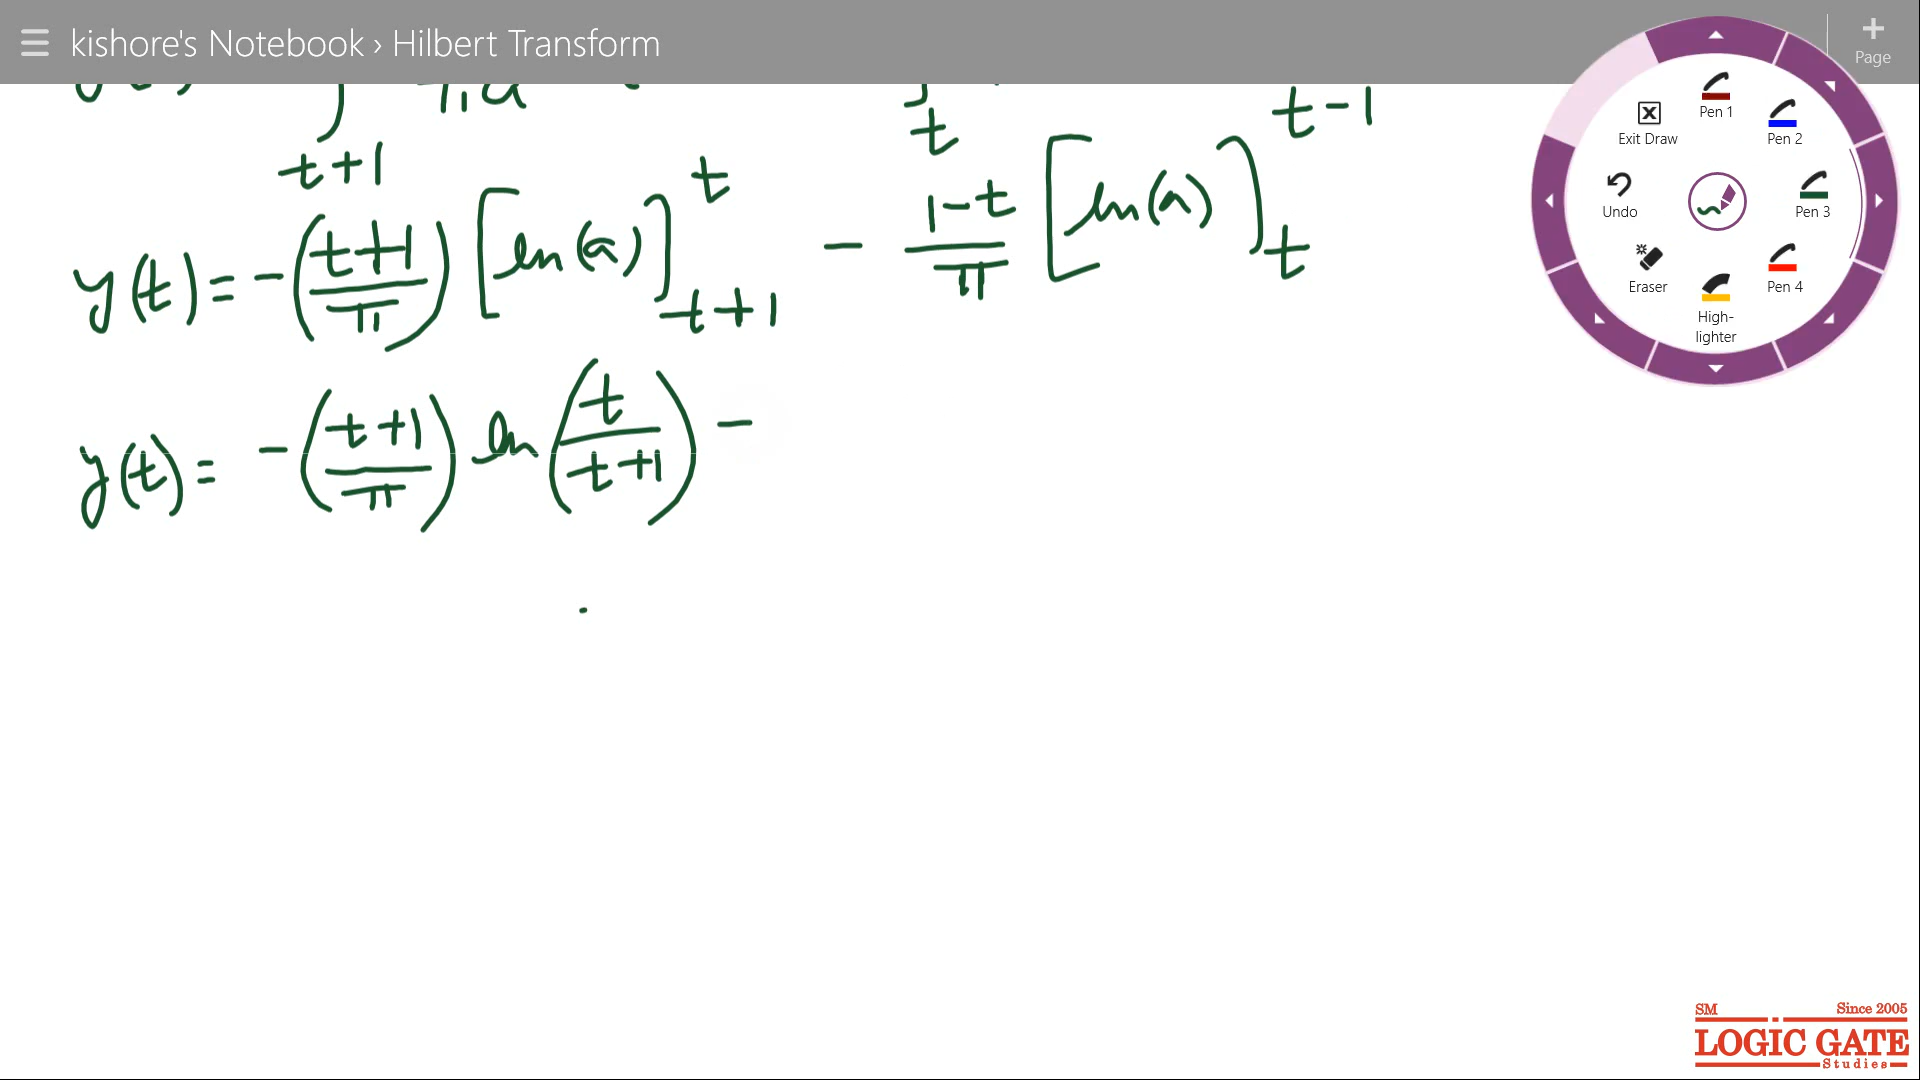 kishore's Notebook › Hilbert Transform
Page
Pen 1
Pen 2
Exit Draw
Undo
Pen 3
Eraser
Pen 4
High-
lighter
t+1
t
t-1
y(t) = -((t+1)/π) [ln(a)]_{t+1}^{t} - (1-t)/π [ln(a)]_{t}^{t-1}
y(t) = -((t+1)/π) ln(t/(t+1)) -
SM Since 2005
LOGIC GATE
Studies